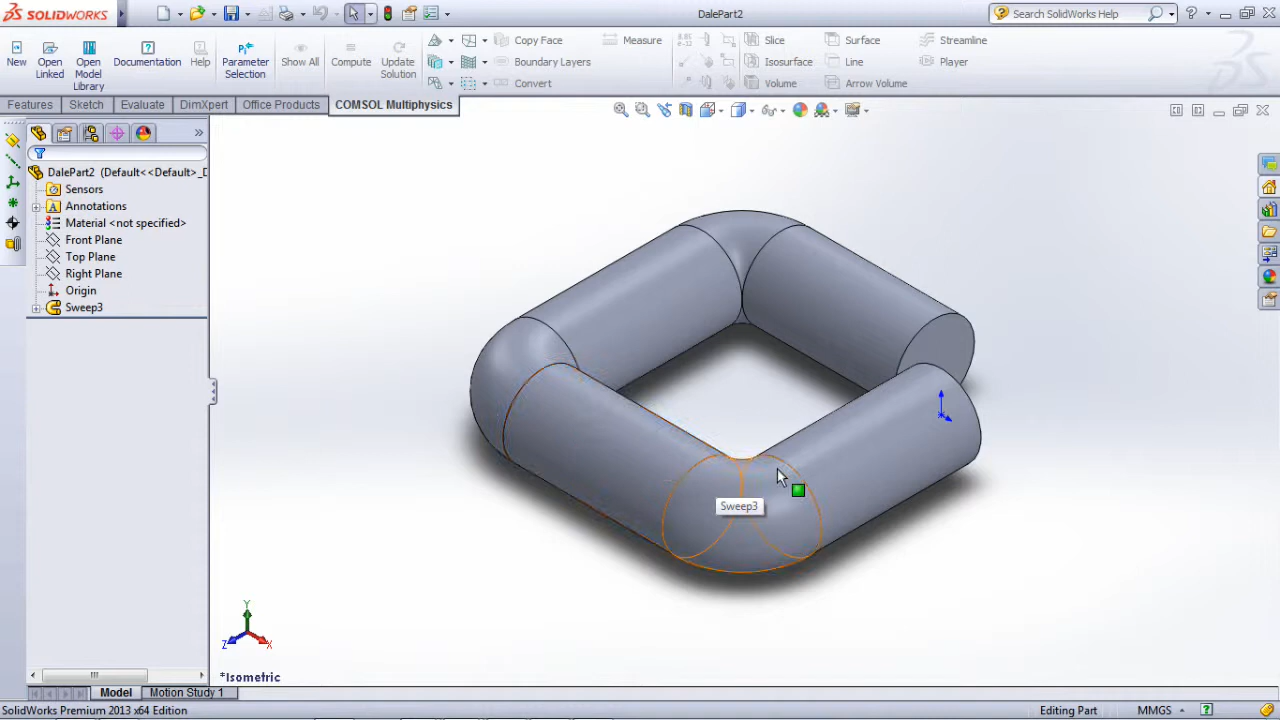 SOLIDWORKS
DalePart2
Search SolidWorks Help
New
Open Linked
Open Model Library
Documentation
Help
Parameter Selection
Show All
Compute
Update Solution
Copy Face
Boundary Layers
Convert
Measure
Slice
Isosurface
Volume
Surface
Line
Arrow Volume
Streamline
Player
Features
Sketch
Evaluate
DimXpert
Office Products
COMSOL Multiphysics
DalePart2 (Default<<Default>_D
Sensors
Annotations
Material <not specified>
Front Plane
Top Plane
Right Plane
Origin
Sweep3
Sweep3
Y
Z
X
*Isometric
Model
Motion Study 1
SolidWorks Premium 2013 x64 Edition
Editing Part
MMGS